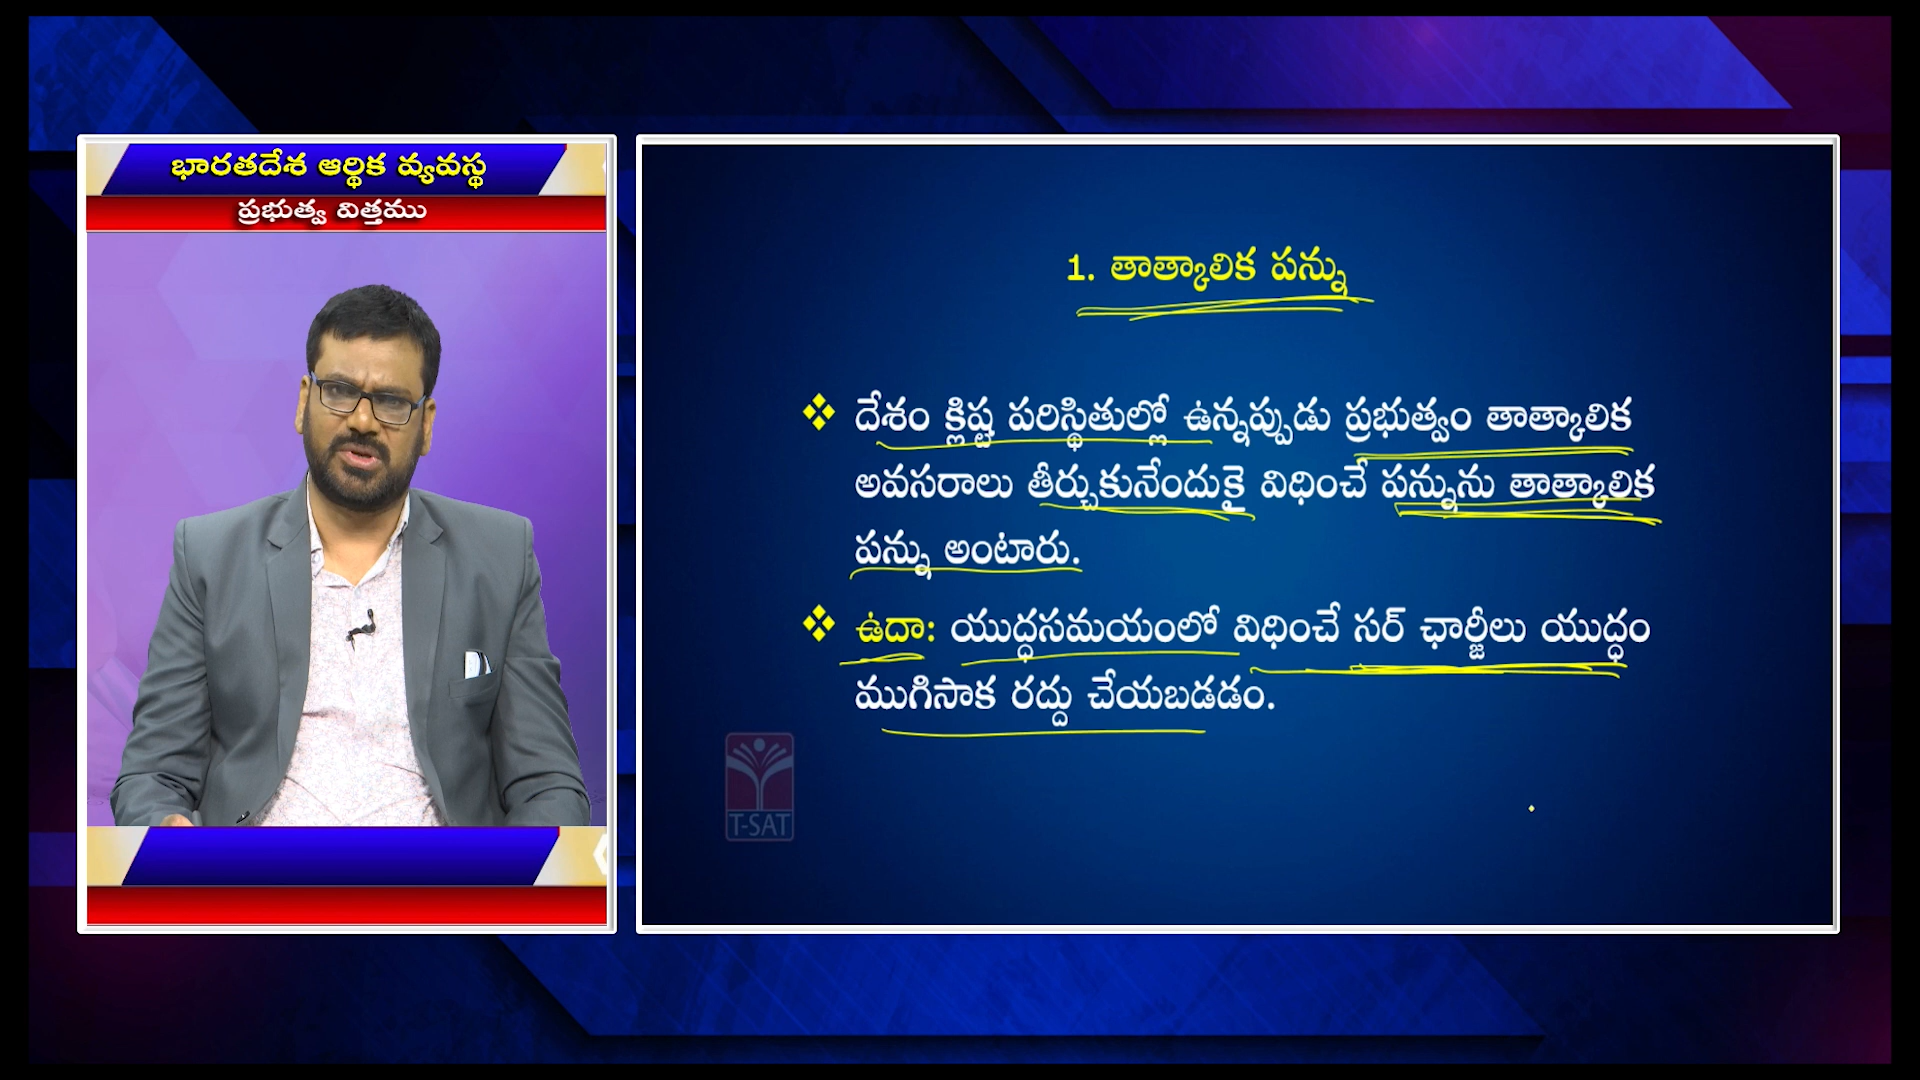 భారతదేశ ఆర్థిక వ్యవస్థ
ప్రభుత్వ విత్తము
1. తాత్కాలిక పన్ను
దేశం క్లిష్ట పరిస్థితుల్లో ఉన్నప్పుడు ప్రభుత్వం తాత్కాలిక
అవసరాలు తీర్చుకునేందుకై విధించే పన్నును తాత్కాలిక
పన్ను అంటారు.
ఉదా: యుద్ధసమయంలో విధించే సర్ ఛార్జీలు యుద్ధం
ముగిసాక రద్దు చేయబడడం.
T-SAT